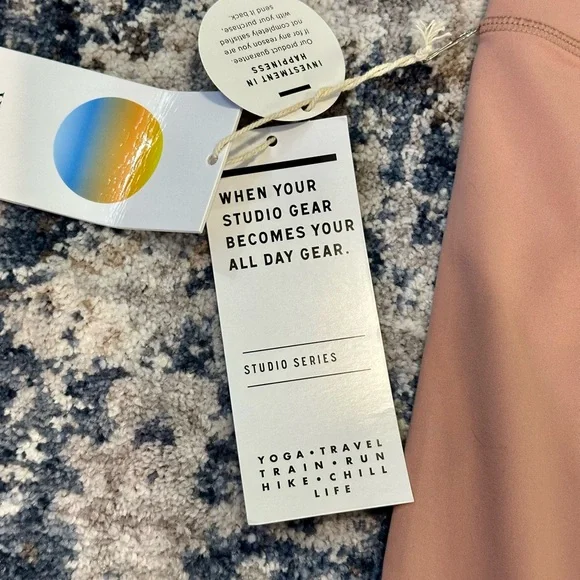 INVESTMENT IN
HAPPINESS
Our product guarantee.
If for any reason you are
not completely satisfied
with your purchase,
send it back.
WHEN YOUR
STUDIO GEAR
BECOMES YOUR
ALL DAY GEAR.
STUDIO SERIES
YOGA • TRAVEL
TRAIN • RUN
HIKE • CHILL
LIFE